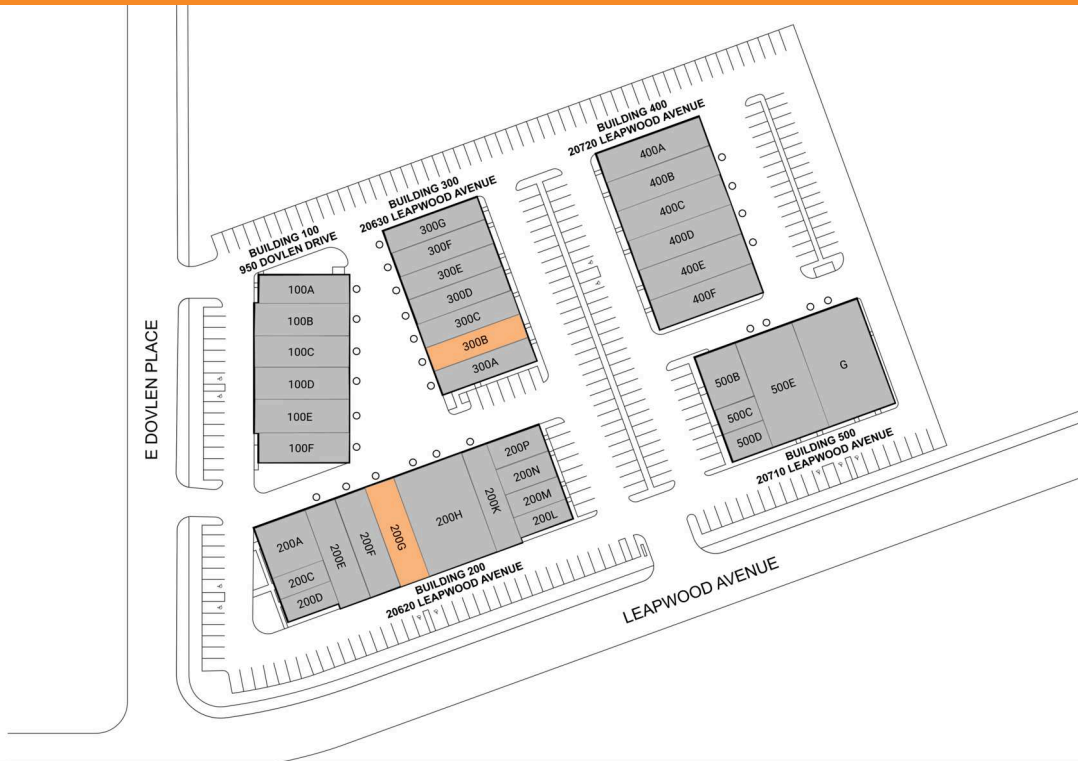 BUILDING 400
20720 LEAPWOOD AVENUE
400A
400B
400C
400D
400E
400F
BUILDING 300
20630 LEAPWOOD AVENUE
300G
300F
300E
300D
300C
300B
300A
BUILDING 100
950 DOVLEN DRIVE
100A
100B
100C
100D
100E
100F
E DOVLEN PLACE
500B
500C
500D
500E
G
BUILDING 500
20710 LEAPWOOD AVENUE
200A
200C
200D
200E
200F
200G
200H
200K
200P
200N
200M
200L
BUILDING 200
20620 LEAPWOOD AVENUE
LEAPWOOD AVENUE